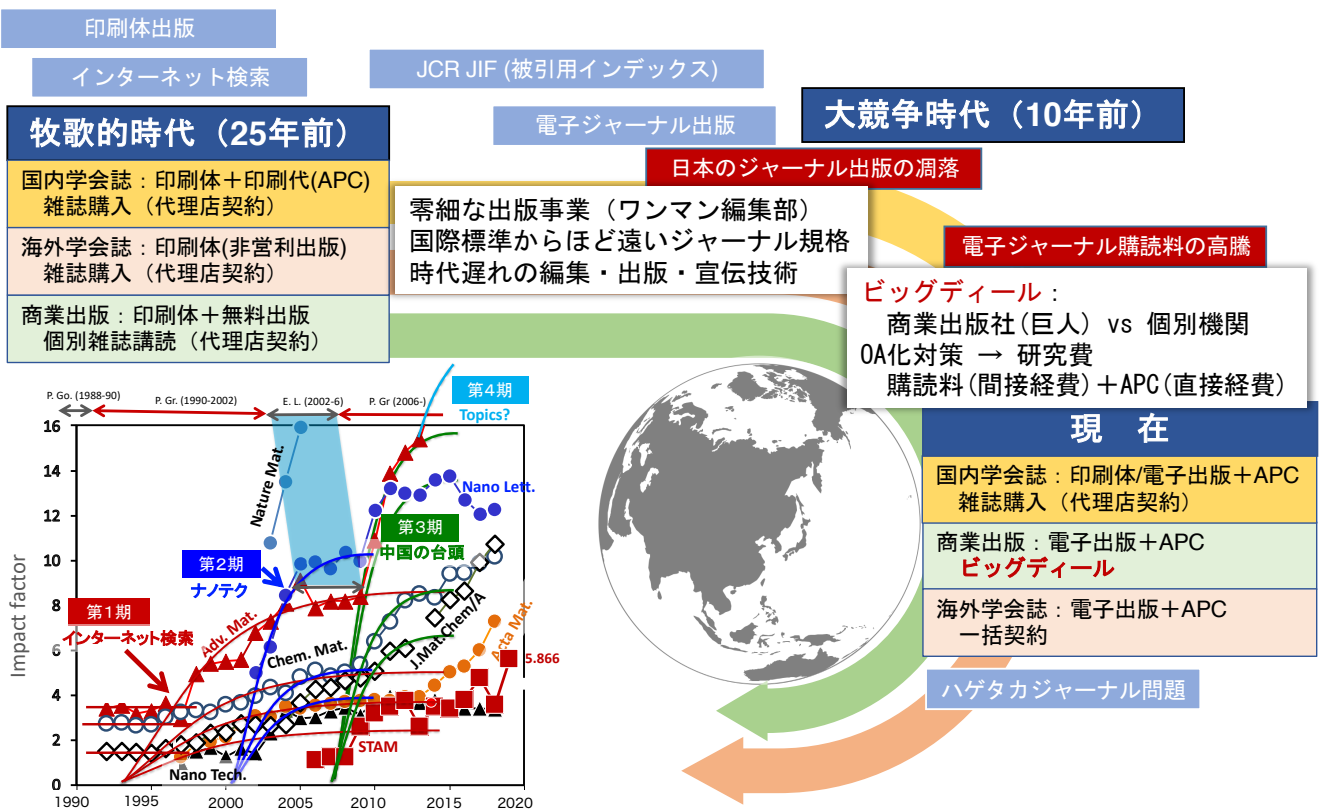 印刷体出版
インターネット検索
JCR JIF (被引用インデックス)
電子ジャーナル出版
牧歌的時代（25年前）
国内学会誌：印刷体＋印刷代(APC)
雑誌購入（代理店契約）
海外学会誌：印刷体(非営利出版)
雑誌購入（代理店契約）
商業出版：印刷体＋無料出版
個別雑誌講読（代理店契約）
大競争時代（10年前）
日本のジャーナル出版の凋落
零細な出版事業（ワンマン編集部）
国際標準からほど遠いジャーナル規格
時代遅れの編集・出版・宣伝技術
電子ジャーナル購読料の高騰
ビッグディール：
商業出版社(巨人) vs 個別機関
OA化対策 → 研究費
購読料(間接経費)＋APC(直接経費)
現 在
国内学会誌：印刷体/電子出版＋APC
雑誌購入（代理店契約）
商業出版：電子出版＋APC
ビッグディール
海外学会誌：電子出版＋APC
一括契約
ハゲタカジャーナル問題
P. Go. (1988-90)
P. Gr. (1990-2002)
E. L. (2002-6)
P. Gr (2006-)
第4期
Topics?
Nature Mat.
Nano Lett.
第3期
中国の台頭
第2期
ナノテク
第1期
インターネット検索
Adv. Mat.
Chem. Mat.
J.Mat.Chem/A
Acta Mat.
5.866
STAM
Nano Tech.
Impact factor
16
14
12
10
8
6
4
2
0
1990
1995
2000
2005
2010
2015
2020